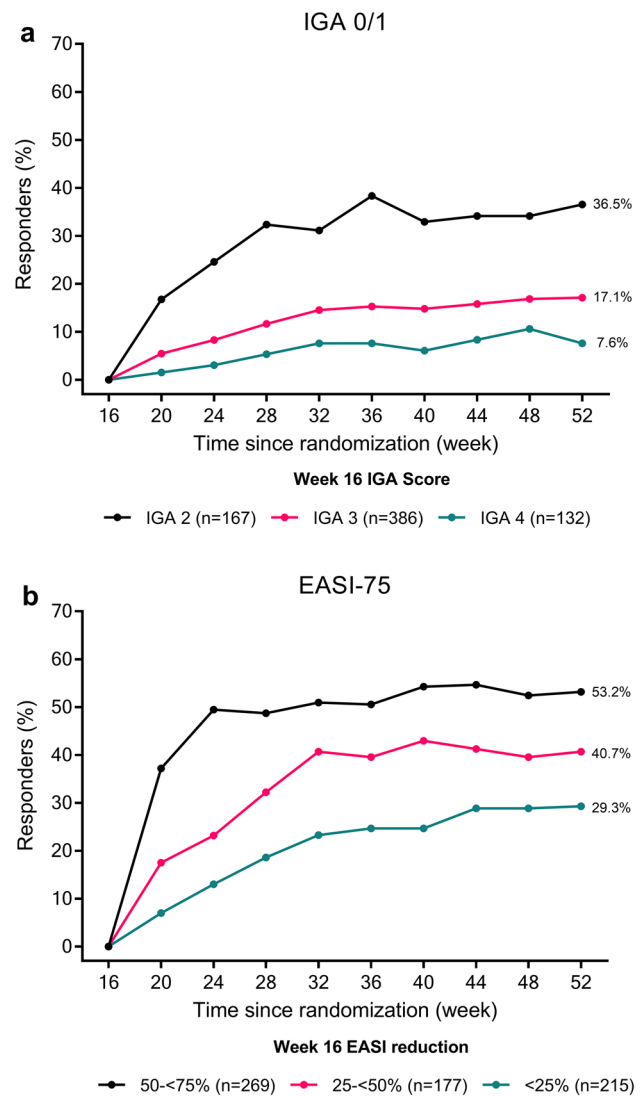 a
IGA 0/1
70
60
50
40
30
20
10
0
Responders (%)
36.5%
17.1%
7.6%
16 20 24 28 32 36 40 44 48 52
Time since randomization (week)
Week 16 IGA Score
IGA 2 (n=167) IGA 3 (n=386) IGA 4 (n=132)
b
EASI-75
70
60
50
40
30
20
10
0
Responders (%)
53.2%
40.7%
29.3%
16 20 24 28 32 36 40 44 48 52
Time since randomization (week)
Week 16 EASI reduction
50-<75% (n=269) 25-<50% (n=177) <25% (n=215)